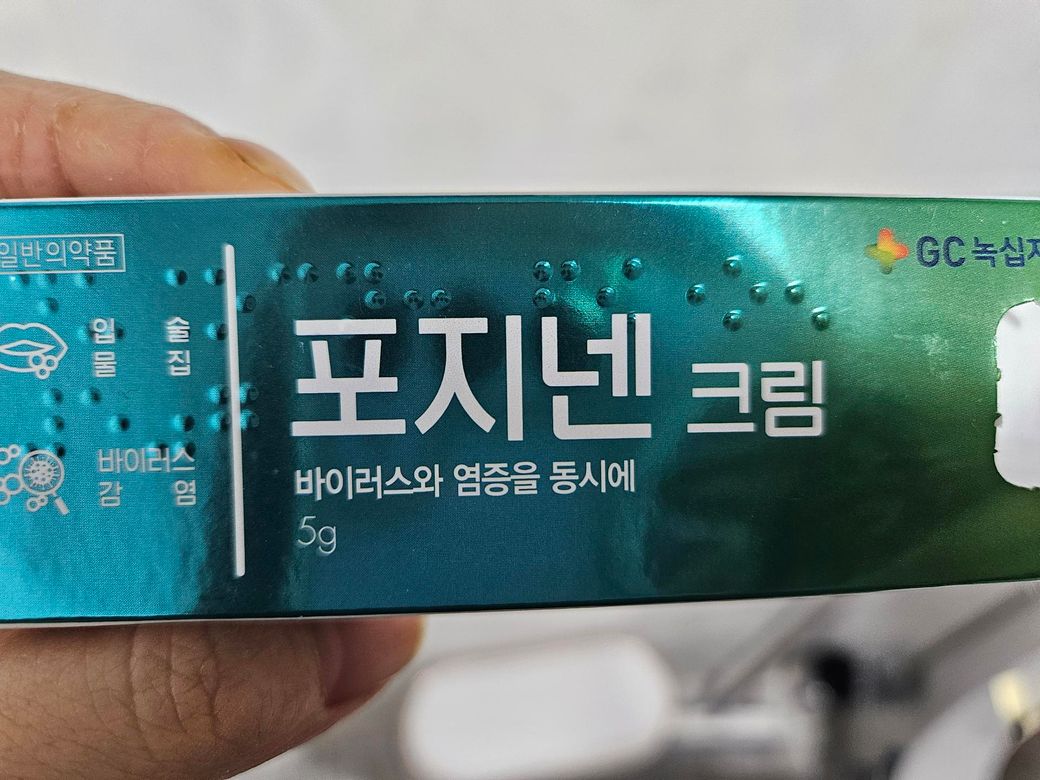 일반의약품
입 술
물 집
바이러스
감 염
GC 녹십자
포지넨 크림
바이러스와 염증을 동시에
5g